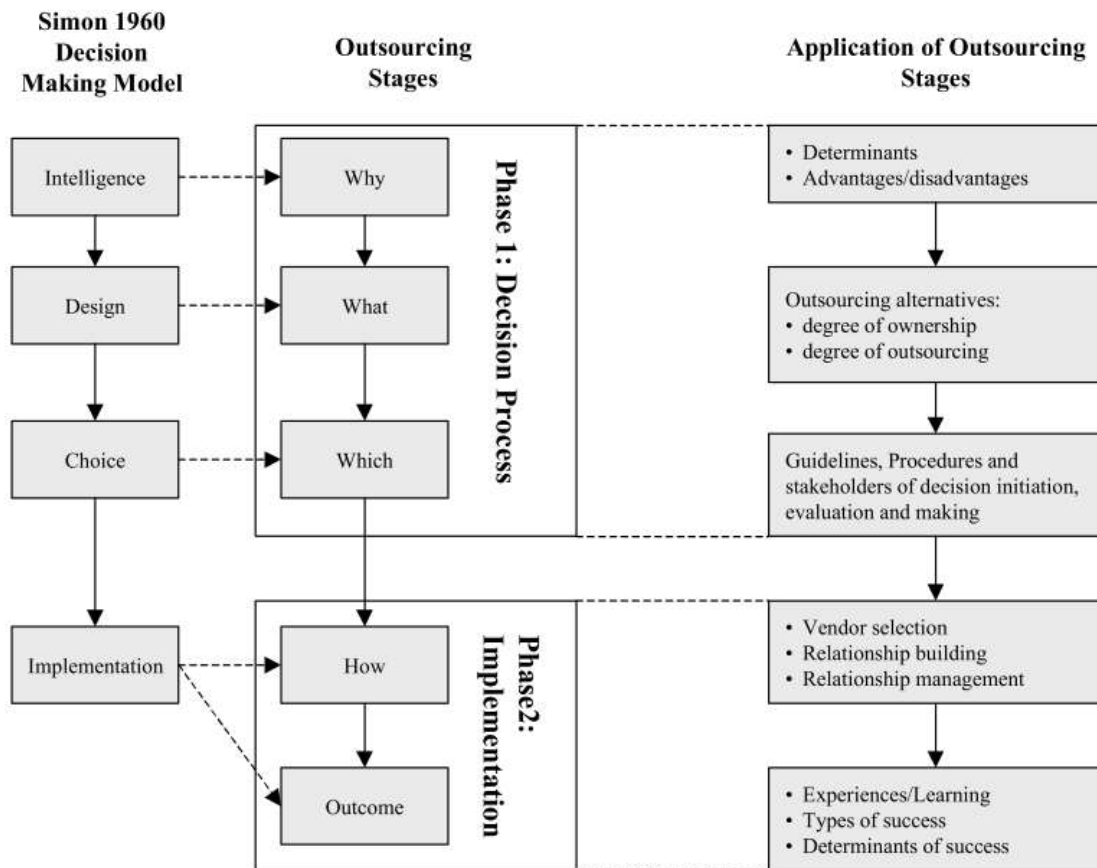 Simon 1960
Decision
Making Model
Outsourcing
Stages
Application of Outsourcing
Stages
Intelligence
Design
Choice
Implementation
Why
What
Which
Phase 1: Decision Process
How
Outcome
Phase2:
Implementation
• Determinants
• Advantages/disadvantages
Outsourcing alternatives:
• degree of ownership
• degree of outsourcing
Guidelines, Procedures and
stakeholders of decision initiation,
evaluation and making
• Vendor selection
• Relationship building
• Relationship management
• Experiences/Learning
• Types of success
• Determinants of success